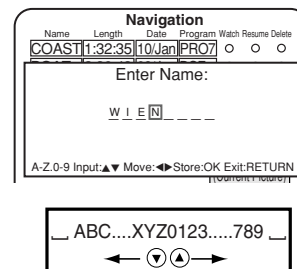 Navigation
Name Length Date Program Watch Resume Delete
COAST 1:32:35 10/Jan PRO7
Enter Name:
W I E N _ _ _ _
A-Z.0-9 Input:▲▼ Move:◀▶ Store:OK Exit:RETURN
(Current Picture)
⎵ ABC....XYZ0123.....789 ⎵